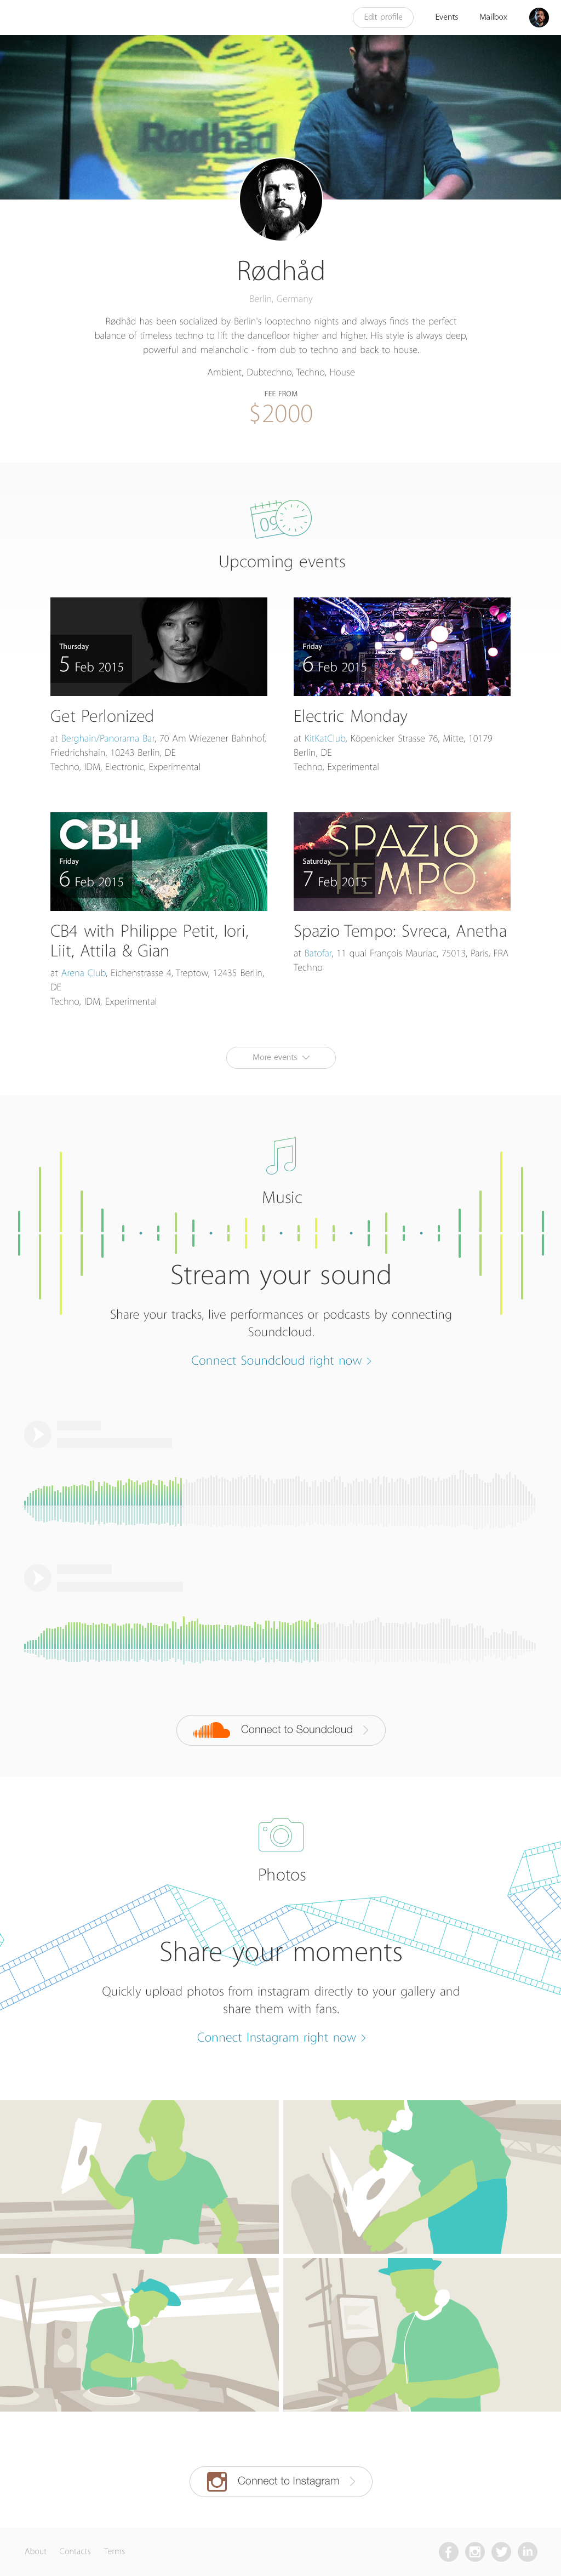 Edit profile
Events
Mailbox
Rødhåd
Rødhåd
Berlin, Germany
Rødhåd has been socialized by Berlin's looptechno nights and always finds the perfect
balance of timeless techno to lift the dancefloor higher and higher. His style is always deep,
powerful and melancholic - from dub to techno and back to house.
Ambient, Dubtechno, Techno, House
FEE FROM
$2000
09
Upcoming events
Thursday
5 Feb 2015
Get Perlonized
at Berghain/Panorama Bar, 70 Am Wriezener Bahnhof,
Friedrichshain, 10243 Berlin, DE
Techno, IDM, Electronic, Experimental
Friday
6 Feb 2015
Electric Monday
at KitKatClub, Köpenicker Strasse 76, Mitte, 10179
Berlin, DE
Techno, Experimental
CB4
Friday
6 Feb 2015
CB4 with Philippe Petit, Iori,
Liit, Attila & Gian
at Arena Club, Eichenstrasse 4, Treptow, 12435 Berlin,
DE
Techno, IDM, Experimental
SPAZIO
TEMPO
Saturday
7 Feb 2015
Spazio Tempo: Svreca, Anetha
at Batofar, 11 quai François Mauriac, 75013, Paris, FRA
Techno
More events
Music
Stream your sound
Share your tracks, live performances or podcasts by connecting
Soundcloud.
Connect Soundcloud right now >
Connect to Soundcloud >
Photos
Share your moments
Quickly upload photos from instagram directly to your gallery and
share them with fans.
Connect Instagram right now >
Connect to Instagram >
About
Contacts
Terms